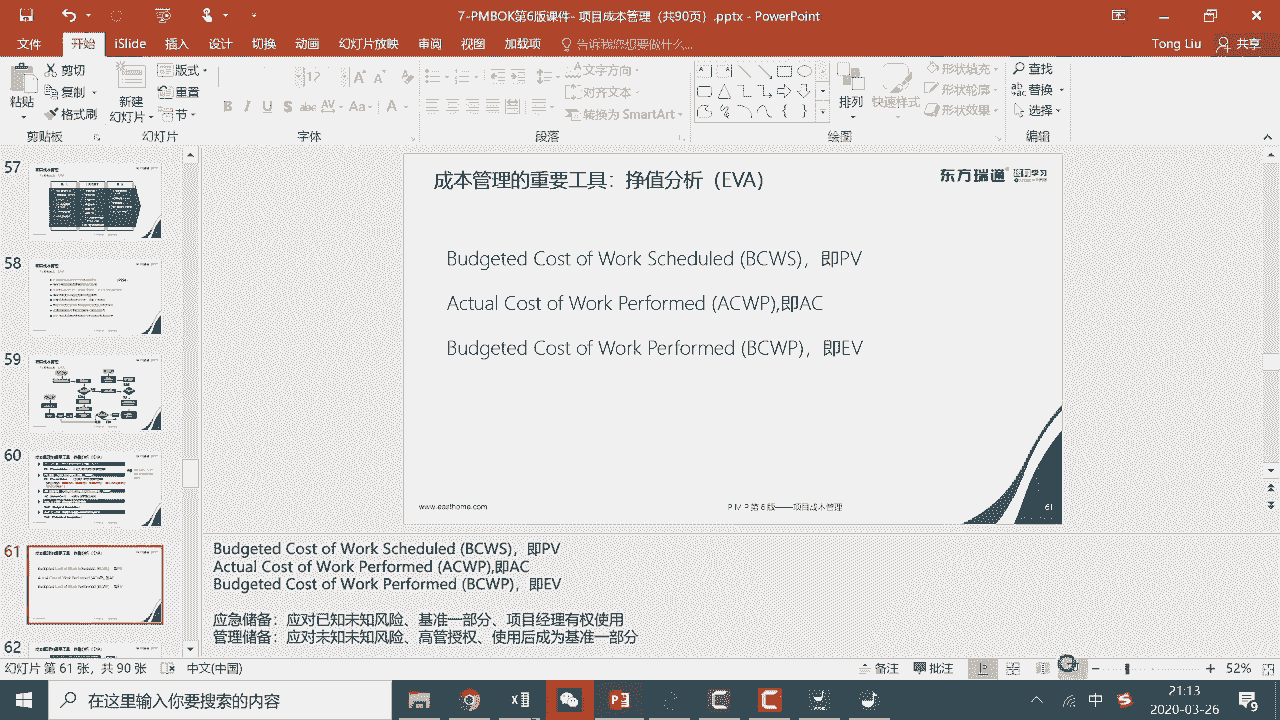 7-PMBOK第6版课件- 项目成本管理（共90页）.pptx - PowerPoint
文件 开始 iSlide 插入 设计 切换 动画 幻灯片放映 审阅 视图 加载项 告诉我您想要做什么... Tong Liu 共享
粘贴 剪切 复制 格式刷 剪贴板
新建 幻灯片 版式 重置 节 幻灯片
12 B I U S abc AV Aa A 字体
文字方向 对齐文本 转换为 SmartArt 段落
排列 快速样式 形状填充 形状轮廓 形状效果 绘图
查找 替换 选择 编辑
57
58
59
60
61
62
成本管理的重要工具：挣值分析（EVA）
东方瑞通
Budgeted Cost of Work Scheduled (BCWS)，即PV
Actual Cost of Work Performed (ACWP),即AC
Budgeted Cost of Work Performed (BCWP)，即EV
www.easthome.com
61
Budgeted Cost of Work Scheduled (BCWS)，即PV
Actual Cost of Work Performed (ACWP),即AC
Budgeted Cost of Work Performed (BCWP)，即EV
应急储备：应对已知未知风险、基准一部分、项目经理有权使用
管理储备：应对未知未知风险、高管授权、使用后成为基准一部分
幻灯片 第 61 张，共 90 张 中文(中国) 备注 批注 52%
在这里输入你要搜索的内容
中
21:13
2020-03-26